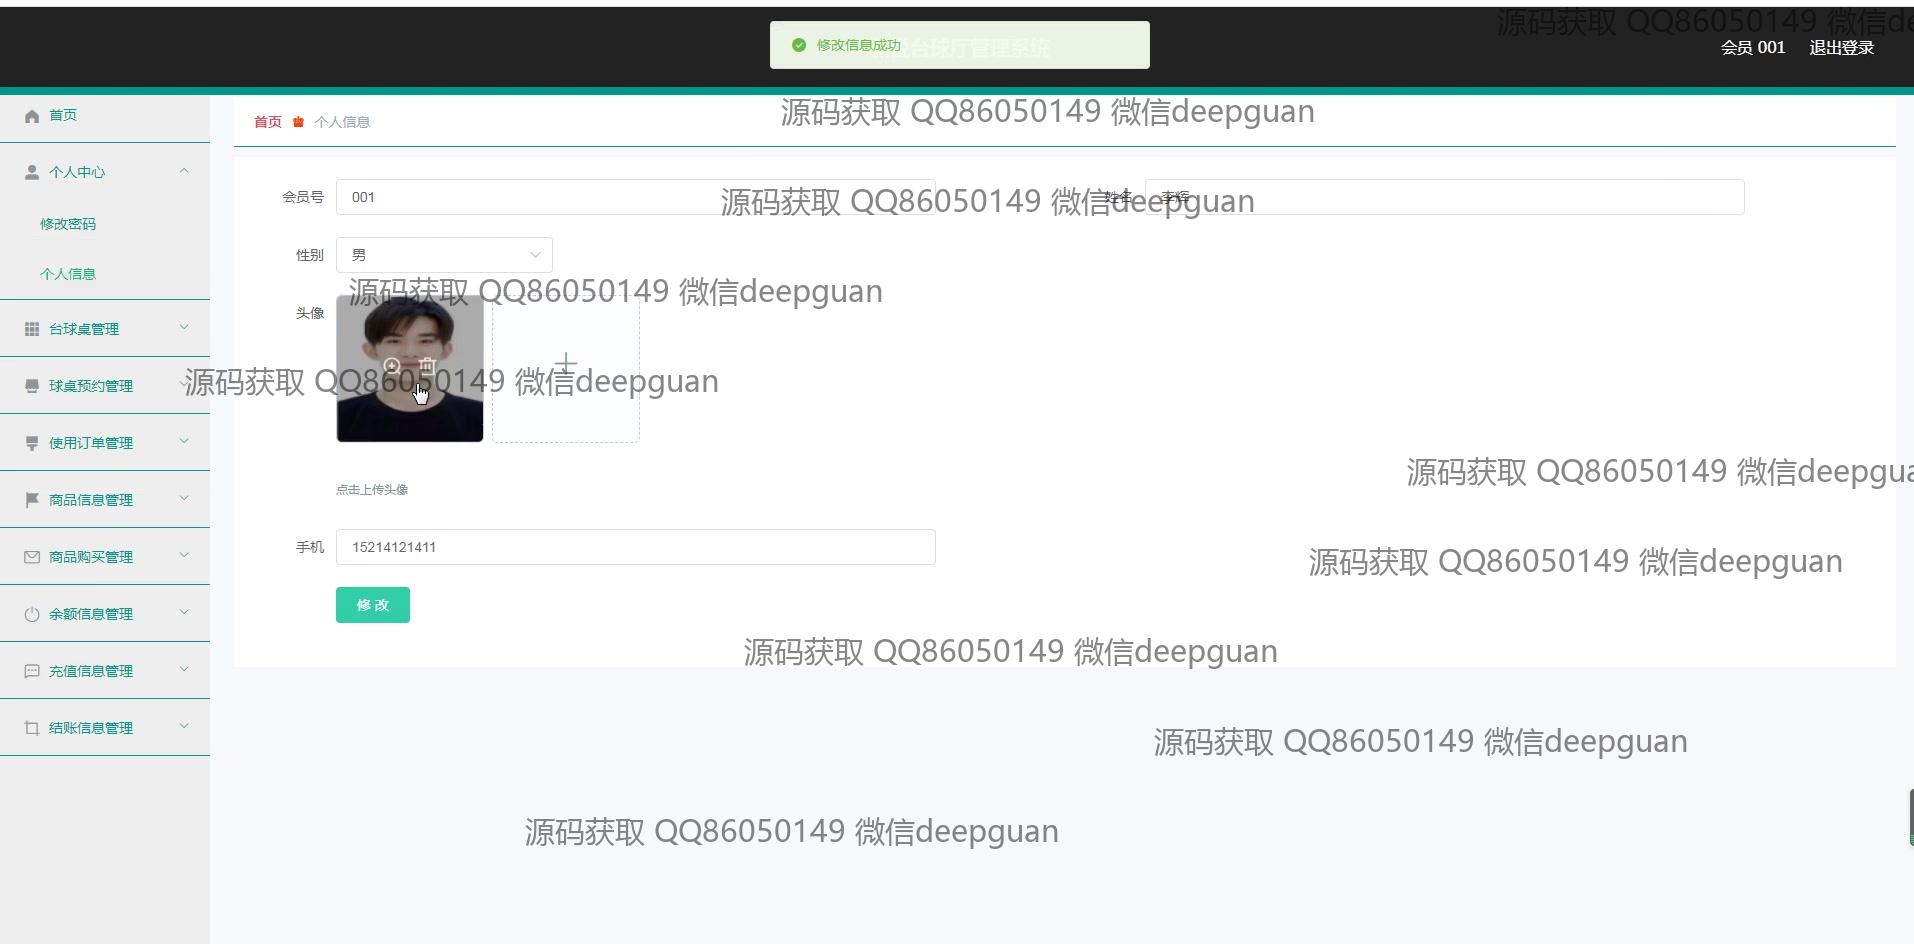 源码获取 QQ86050149 微信de
修改信息成功
台球厅管理系统
会员 001 退出登录
首页
首页 个人信息
源码获取 QQ86050149 微信deepguan
个人中心
会员号 001
姓名 李辉
源码获取 QQ86050149 微信deepguan
修改密码
性别 男
个人信息
源码获取 QQ86050149 微信deepguan
头像
台球桌管理
球桌预约管理
源码获取 QQ86050149 微信deepguan
使用订单管理
源码获取 QQ86050149 微信deepgua
点击上传头像
商品信息管理
手机 15214121411
商品购买管理
源码获取 QQ86050149 微信deepguan
修 改
余额信息管理
源码获取 QQ86050149 微信deepguan
充值信息管理
结账信息管理
源码获取 QQ86050149 微信deepguan
源码获取 QQ86050149 微信deepguan